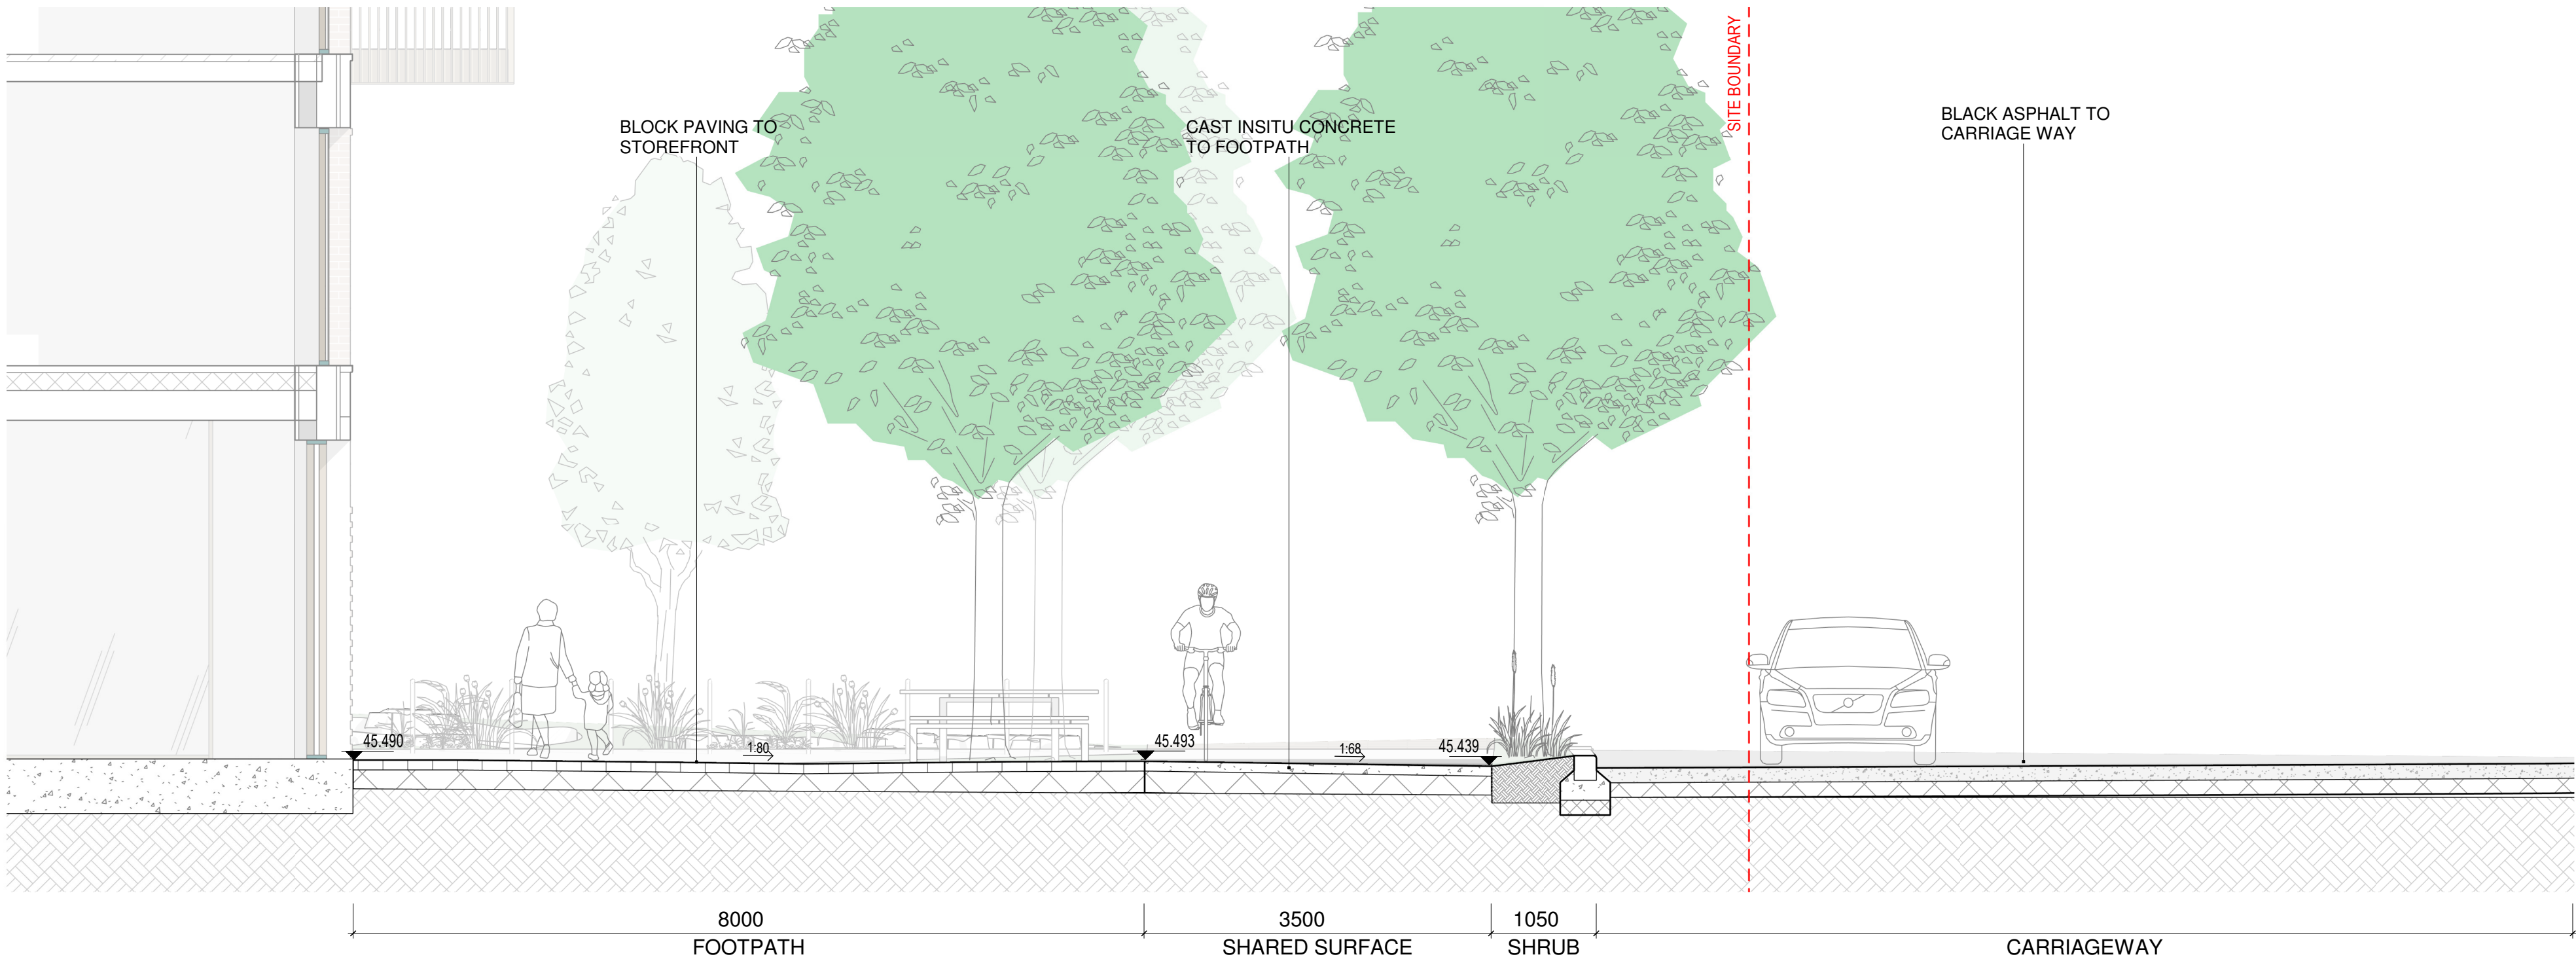 SITE BOUNDARY
BLOCK PAVING TO
STOREFRONT
CAST INSITU CONCRETE
TO FOOTPATH
BLACK ASPHALT TO
CARRIAGE WAY
45.490
1:80
45.493
1:68
45.439
8000
FOOTPATH
3500
SHARED SURFACE
1050
SHRUB
CARRIAGEWAY